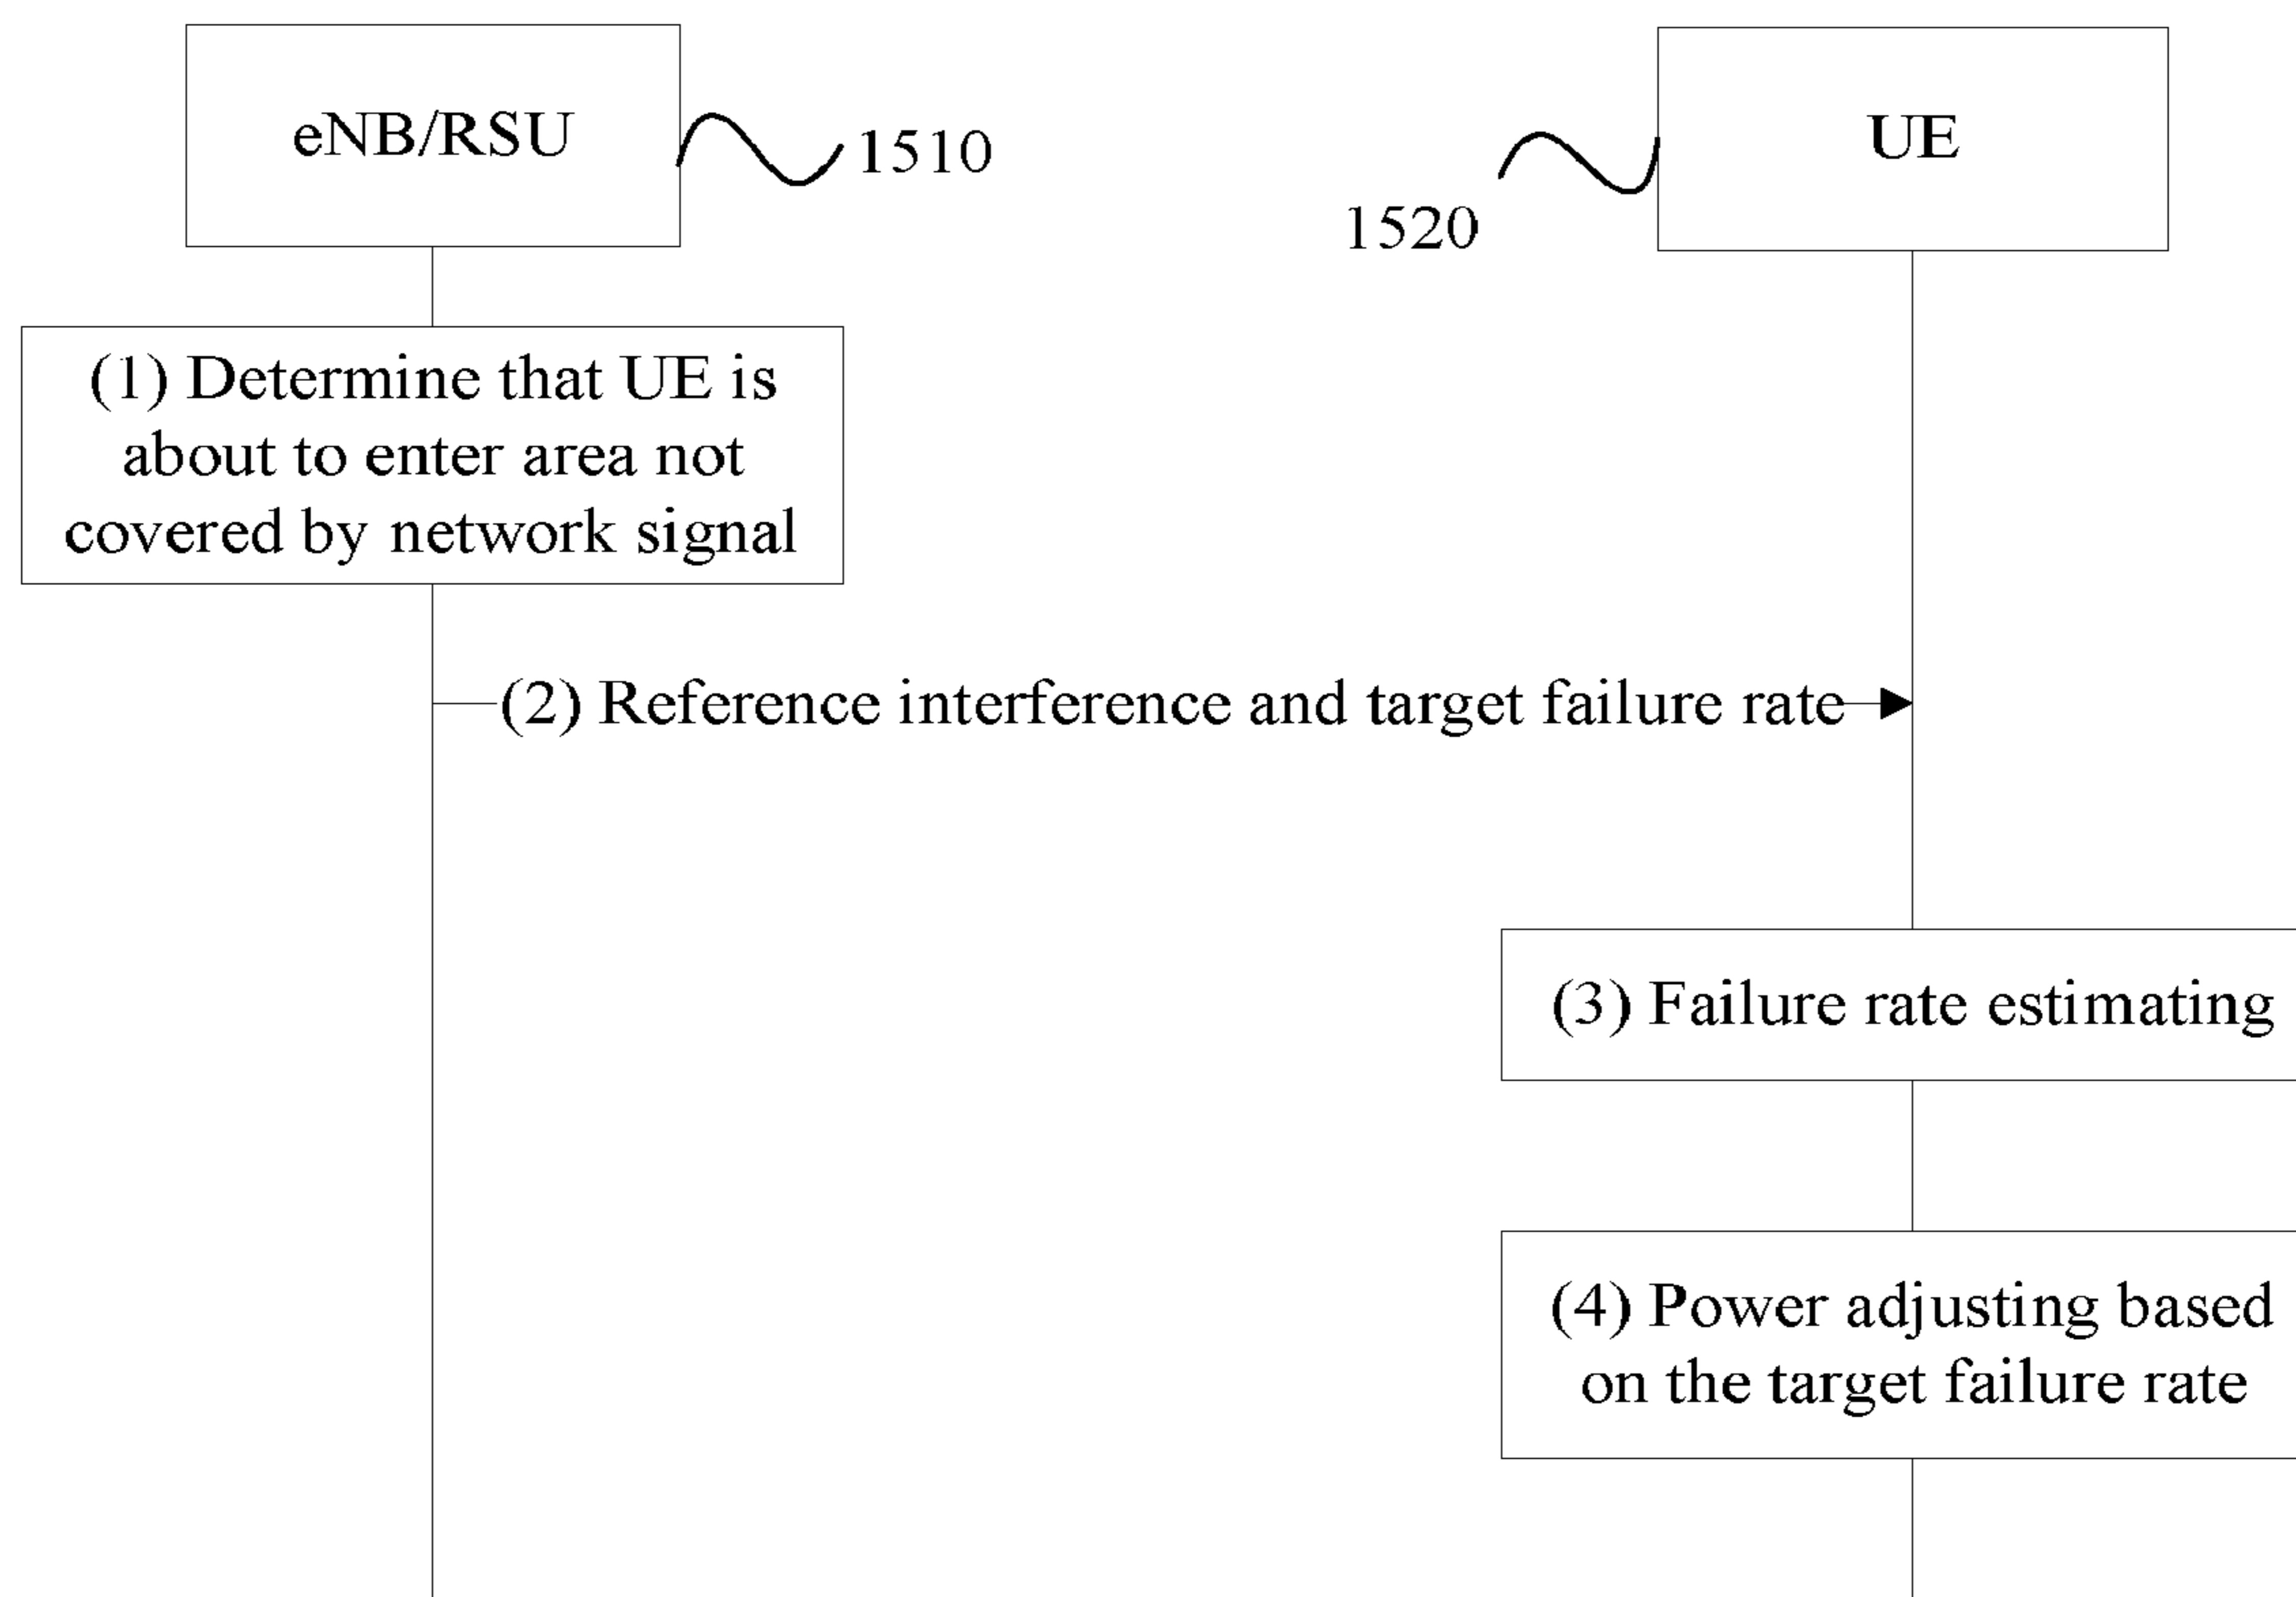 eNB/RSU
1510
UE
1520
(1) Determine that UE is
about to enter area not
covered by network signal
(2) Reference interference and target failure rate
(3) Failure rate estimating
(4) Power adjusting based
on the target failure rate